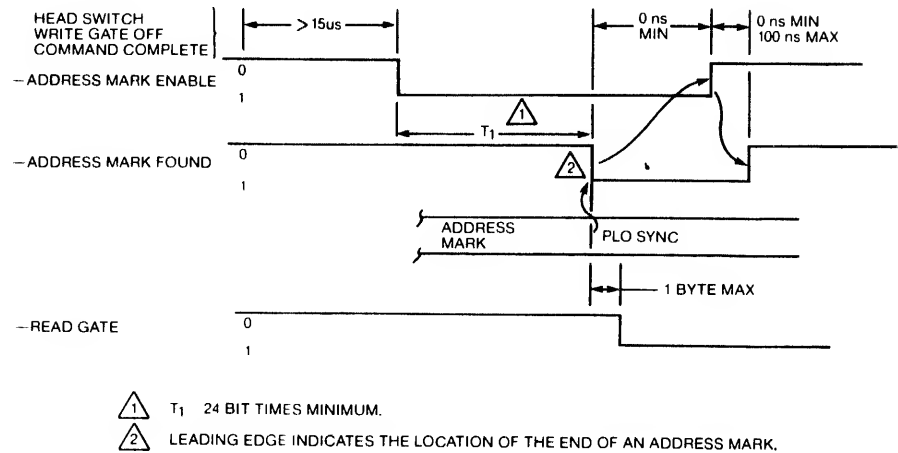 HEAD SWITCH
WRITE GATE OFF
COMMAND COMPLETE
> 15us
0 ns
MIN
0 ns MIN
100 ns MAX
0
—ADDRESS MARK ENABLE
1
1
T1
0
—ADDRESS MARK FOUND
1
2
ADDRESS
MARK
PLO SYNC
1 BYTE MAX
0
—READ GATE
1
1 T1 24 BIT TIMES MINIMUM.
2 LEADING EDGE INDICATES THE LOCATION OF THE END OF AN ADDRESS MARK.